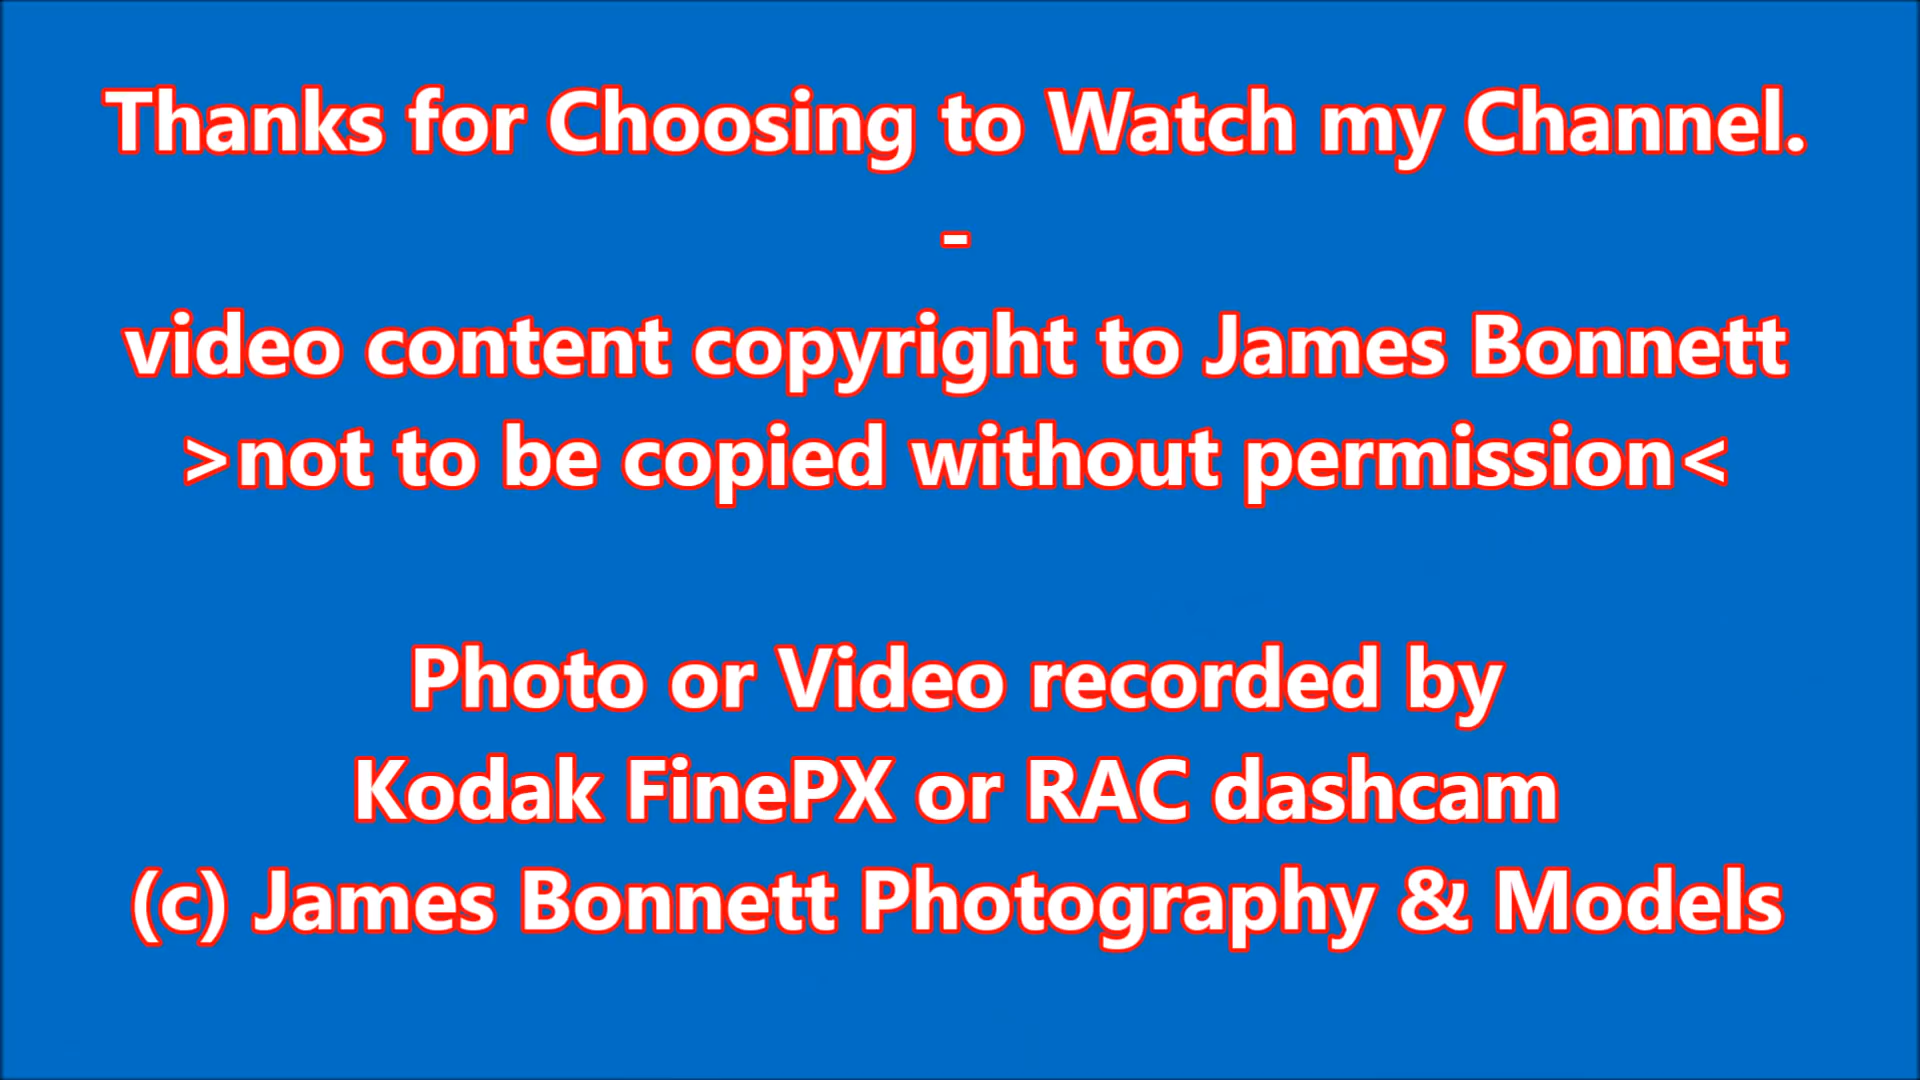 Thanks for Choosing to Watch my Channel.
-
video content copyright to James Bonnett
>not to be copied without permission<
Photo or Video recorded by
Kodak FinePX or RAC dashcam
(c) James Bonnett Photography & Models